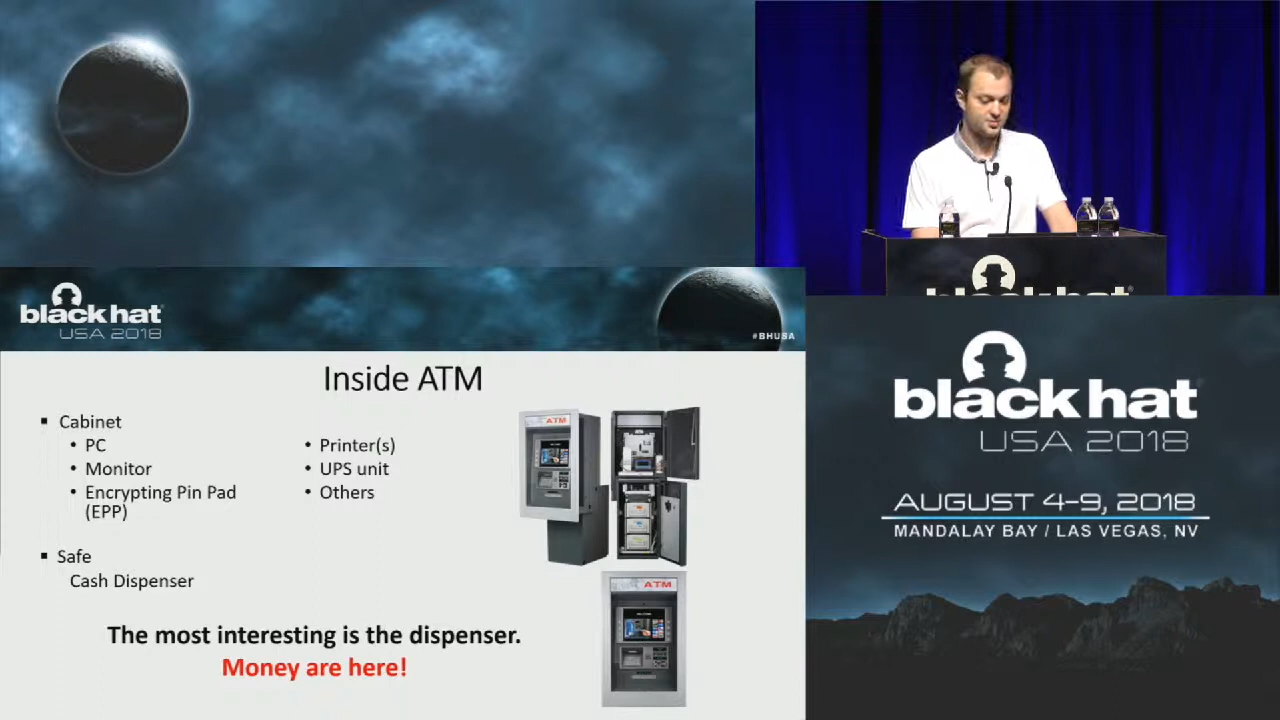 black hat
USA 2018
#BHUSA
Inside ATM
Cabinet
PC
Monitor
Encrypting Pin Pad
(EPP)
Printer(s)
UPS unit
Others
Safe
Cash Dispenser
ATM
ATM
The most interesting is the dispenser.
Money are here!
black hat
black hat
USA 2018
AUGUST 4-9, 2018
MANDALAY BAY / LAS VEGAS, NV